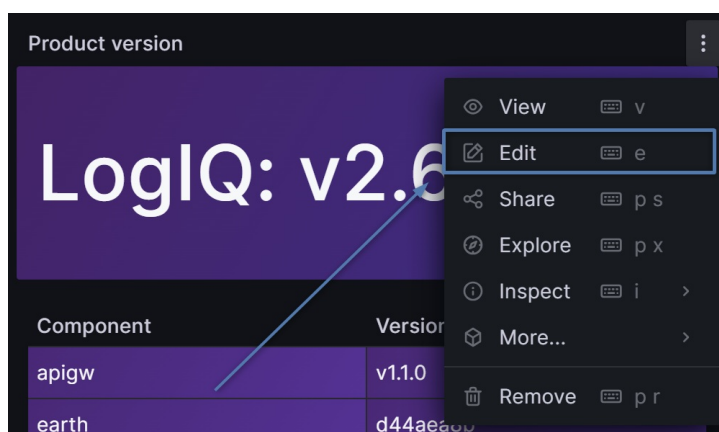 Product version
LogIQ: v2.6
View v
Edit e
Share p s
Explore p x
Inspect i
More...
Remove p r
Component Version
apigw v1.1.0
earth